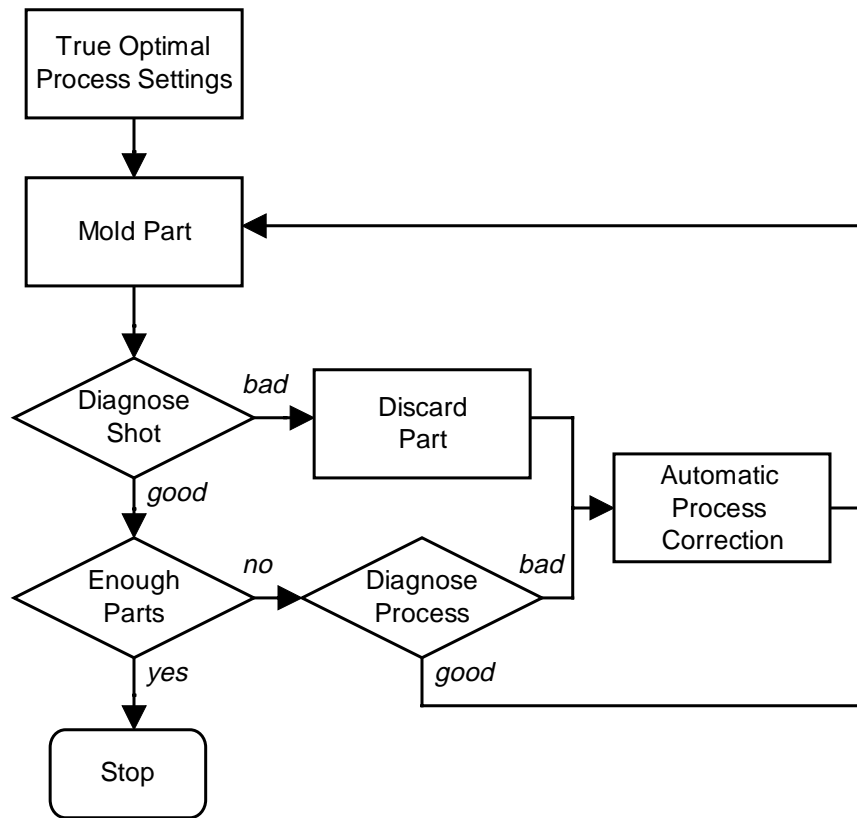 True Optimal
Process Settings
Mold Part
Diagnose
Shot
bad
Discard
Part
good
Automatic
Process
Correction
Enough
Parts
no
Diagnose
Process
bad
yes
good
Stop